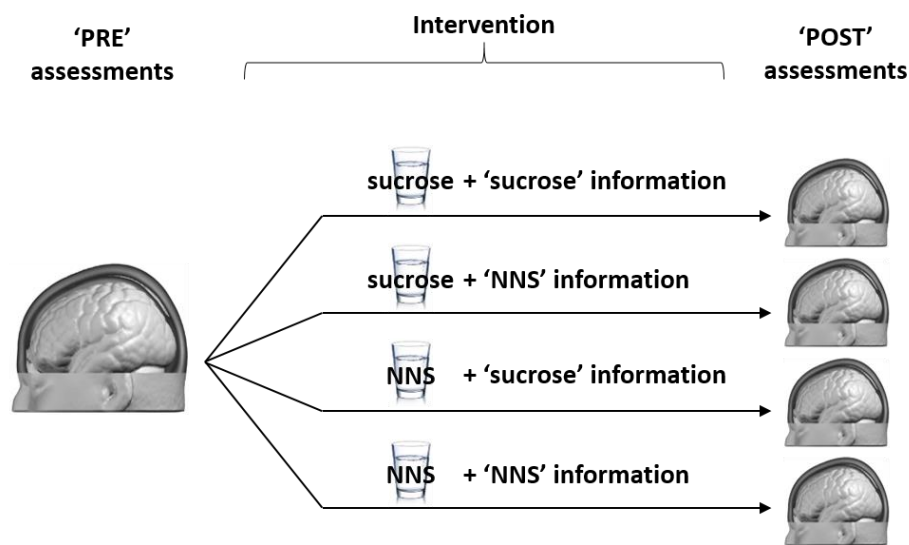 ‘PRE’
assessments
Intervention
‘POST’
assessments
sucrose + ‘sucrose’ information
sucrose + ‘NNS’ information
NNS + ‘sucrose’ information
NNS + ‘NNS’ information